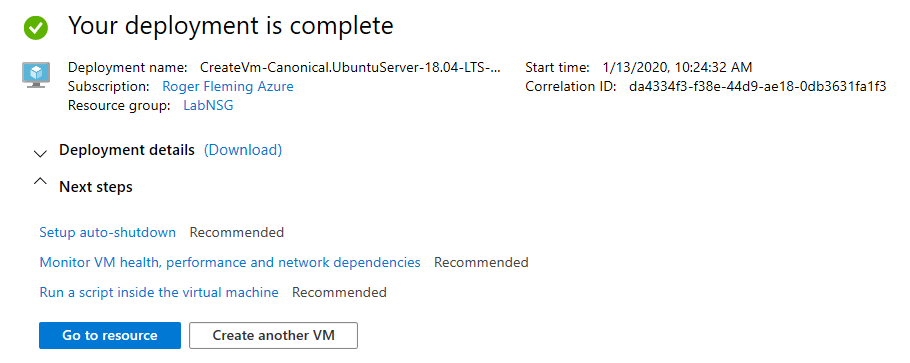 Your deployment is complete
Deployment name: CreateVm-Canonical.UbuntuServer-18.04-LTS-...
Start time: 1/13/2020, 10:24:32 AM
Subscription: Roger Fleming Azure
Correlation ID: da4334f3-f38e-44d9-ae18-0db3631fa1f3
Resource group: LabNSG
Deployment details (Download)
Next steps
Setup auto-shutdown Recommended
Monitor VM health, performance and network dependencies Recommended
Run a script inside the virtual machine Recommended
Go to resource
Create another VM